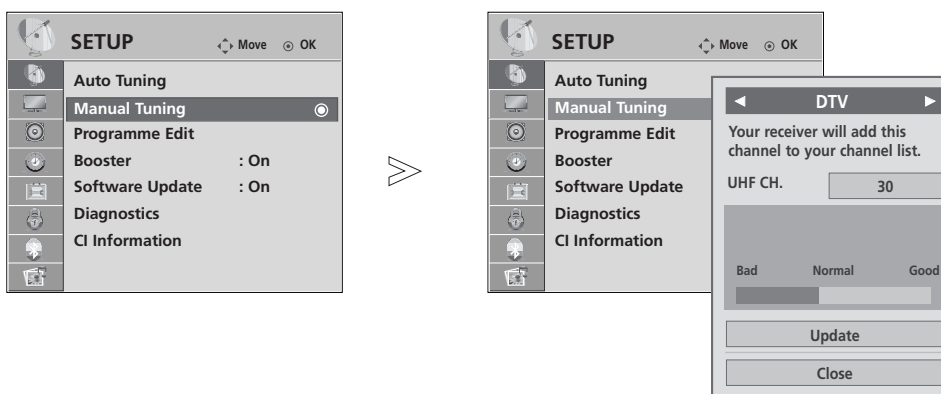 SETUP
Move OK
Auto Tuning
Manual Tuning
Programme Edit
Booster : On
Software Update : On
Diagnostics
CI Information
SETUP
Move OK
Auto Tuning
Manual Tuning
Programme Edit
Booster
Software Update
Diagnostics
CI Information
◄ DTV ►
Your receiver will add this
channel to your channel list.
UHF CH. 30
Bad Normal Good
Update
Close